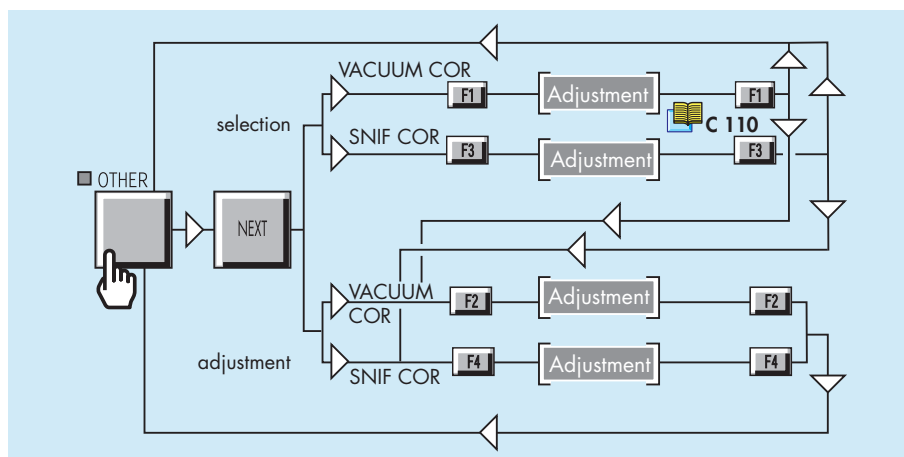 VACUUM COR
F1
Adjustment
F1
selection
C 110
SNIF COR
F3
Adjustment
F3
OTHER
NEXT
VACUUM
COR
F2
Adjustment
F2
adjustment
SNIF COR
F4
Adjustment
F4